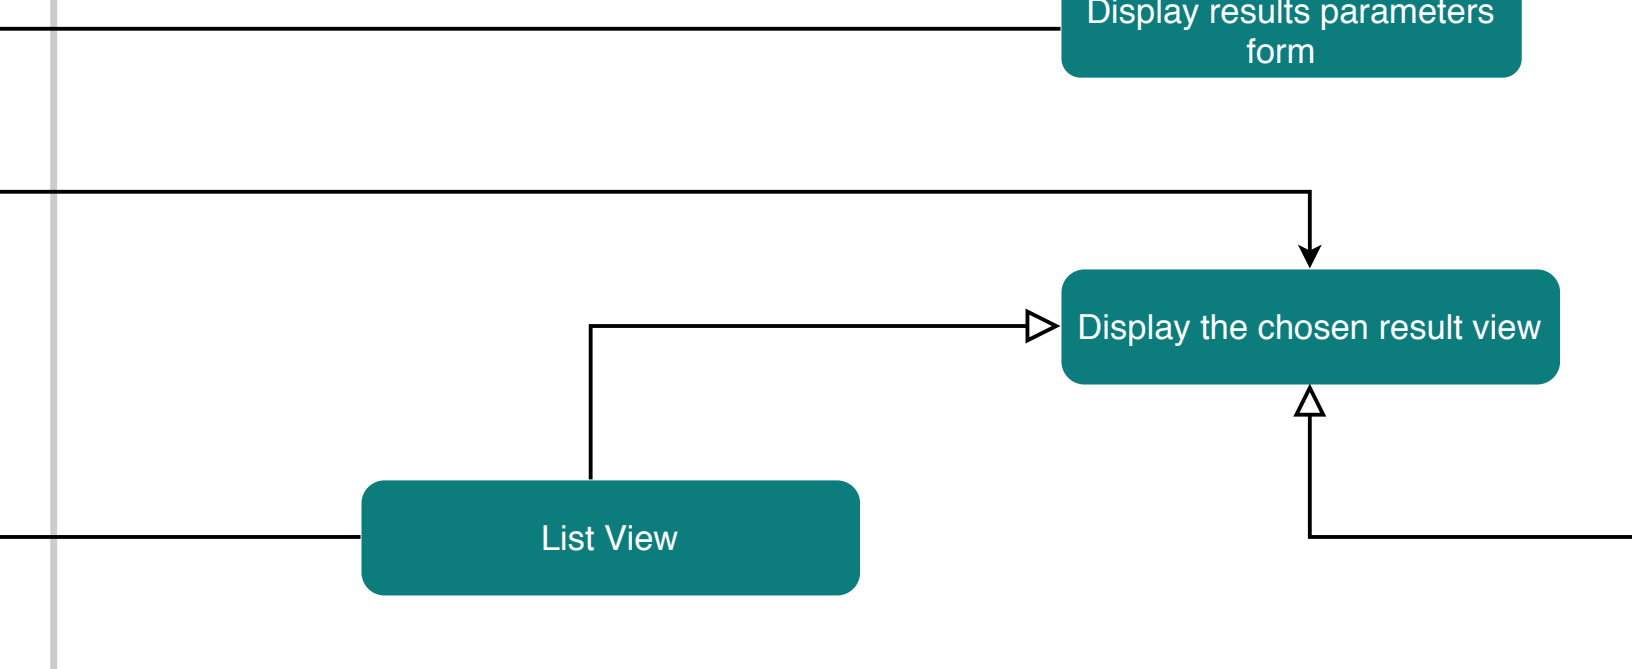 Display results parameters
form
Display the chosen result view
List View